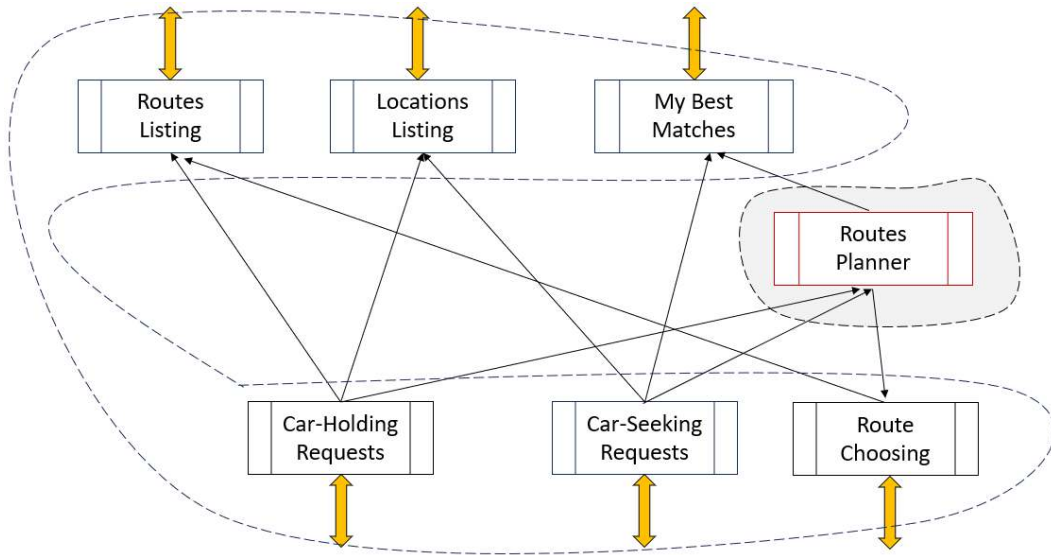 Routes
Listing
Locations
Listing
My Best
Matches
Routes
Planner
Car-Holding
Requests
Car-Seeking
Requests
Route
Choosing